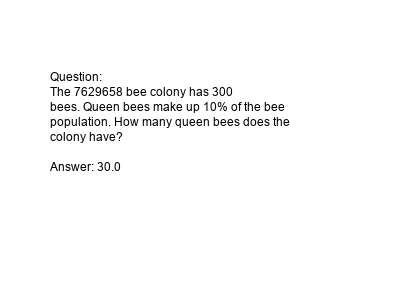 Question:
The 7629658 bee colony has 300
bees. Queen bees make up 10% of the bee
population. How many queen bees does the
colony have?
Answer: 30.0